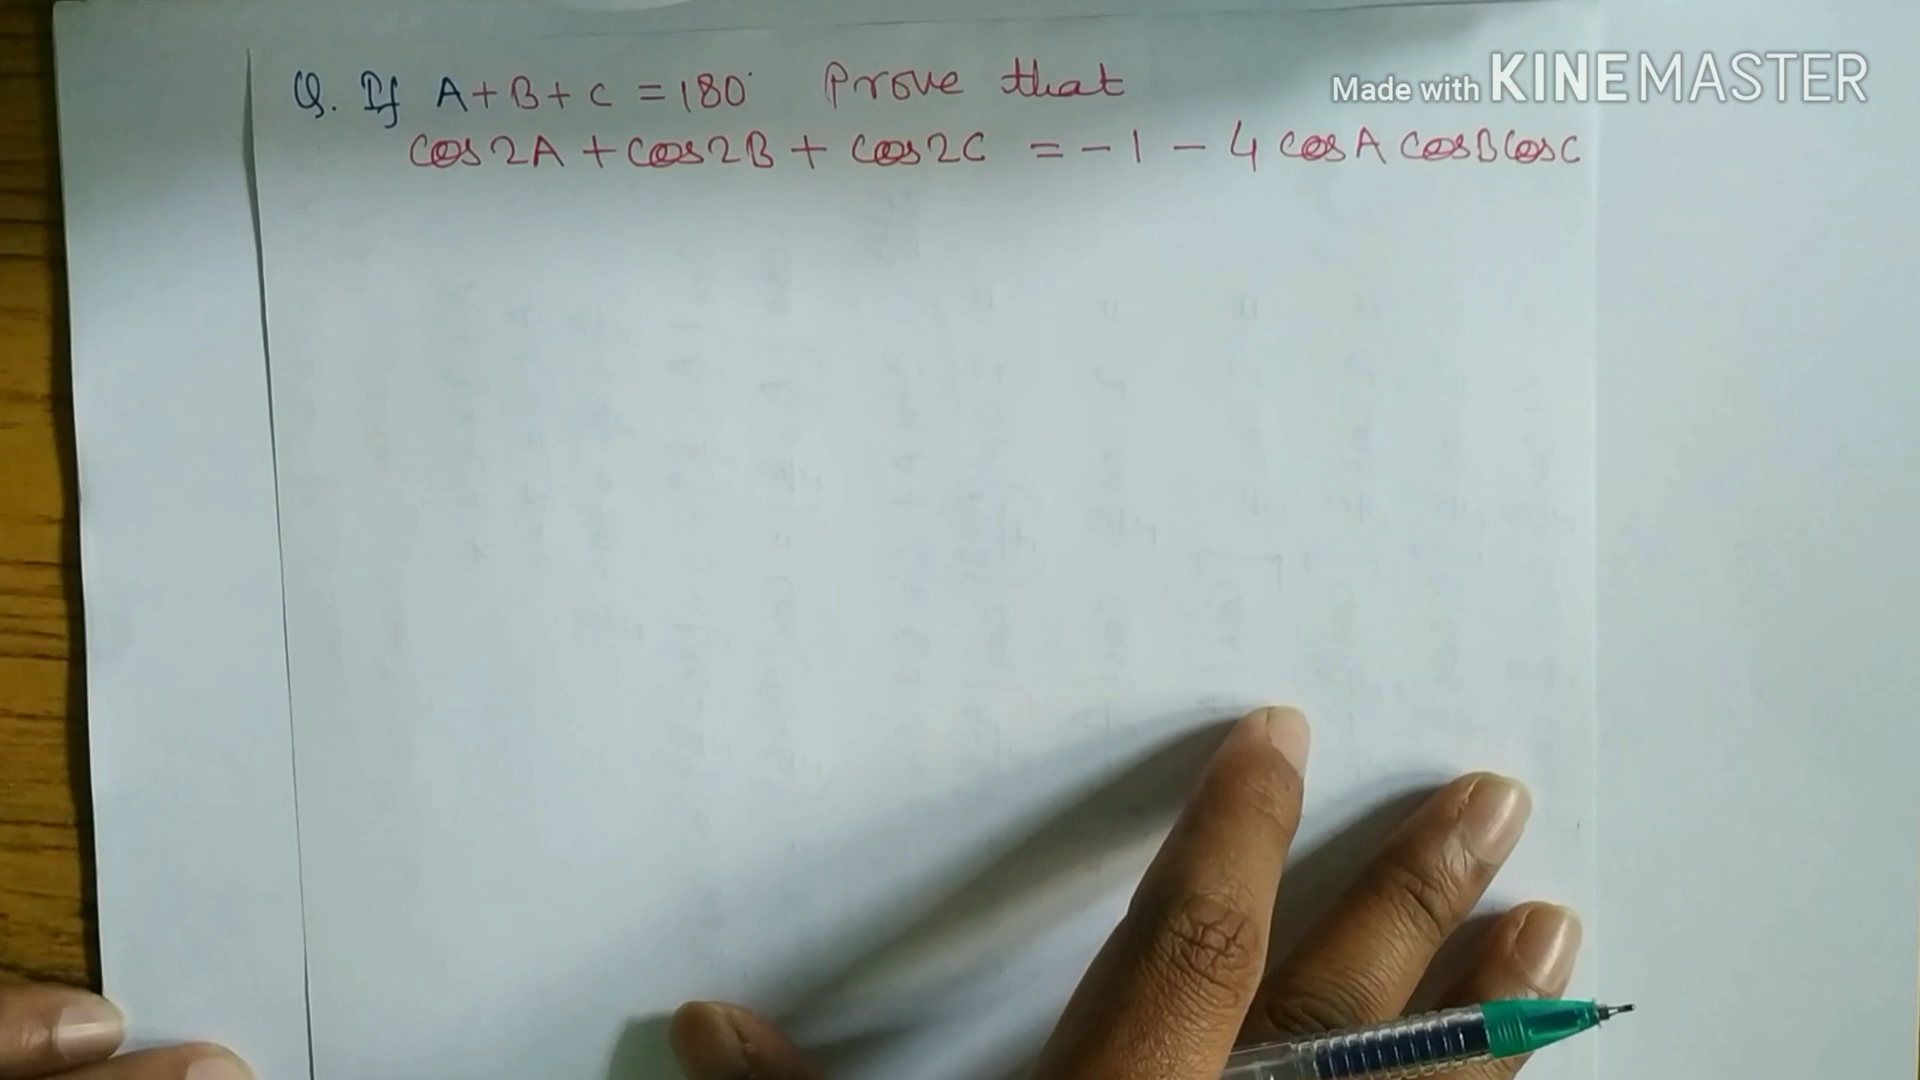 Q. If A+B+C = 180° Prove that
Made with KINEMASTER
cos2A + cos2B + cos2C = -1 - 4 cosA cosB cosC